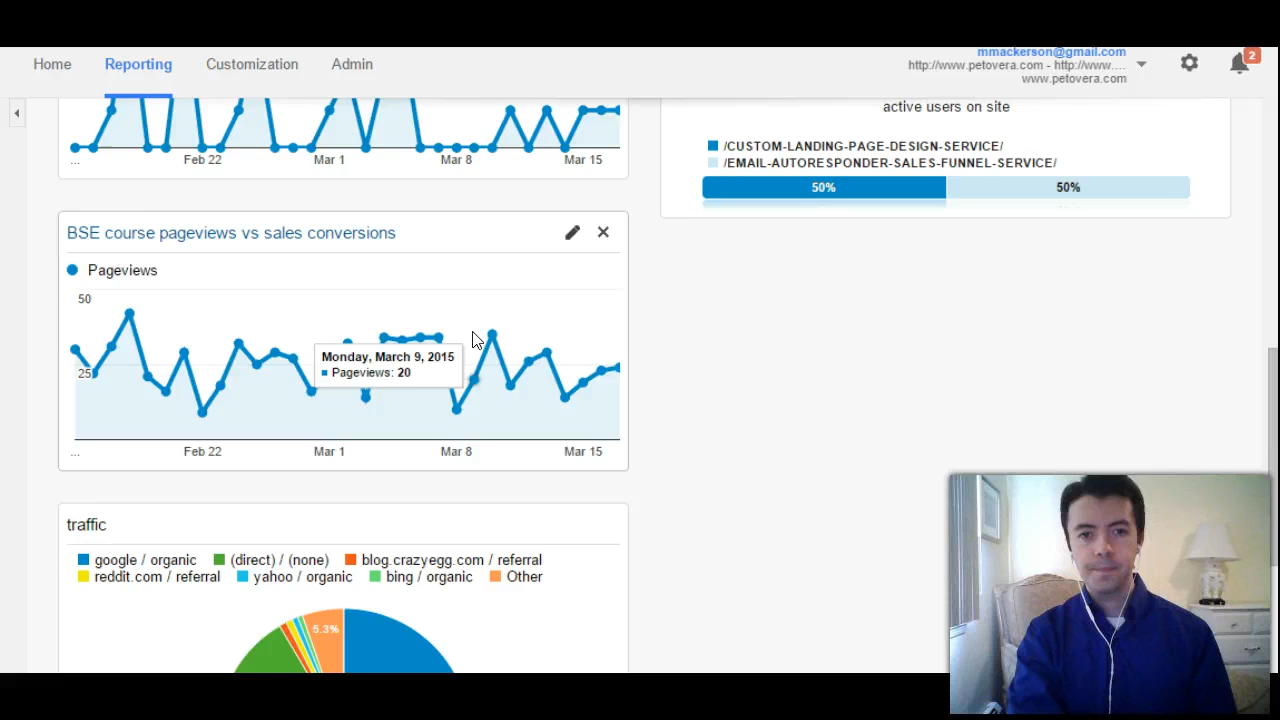 Home Reporting Customization Admin
mmackerson@gmail.com
http://www.petovera.com - http://www....
www.petovera.com
2
active users on site
/CUSTOM-LANDING-PAGE-DESIGN-SERVICE/
/EMAIL-AUTORESPONDER-SALES-FUNNEL-SERVICE/
50% 50%
... Feb 22 Mar 1 Mar 8 Mar 15
BSE course pageviews vs sales conversions
Pageviews
50
25
Monday, March 9, 2015
Pageviews: 20
... Feb 22 Mar 1 Mar 8 Mar 15
traffic
google / organic (direct) / (none) blog.crazyegg.com / referral
reddit.com / referral yahoo / organic bing / organic Other
5.3%